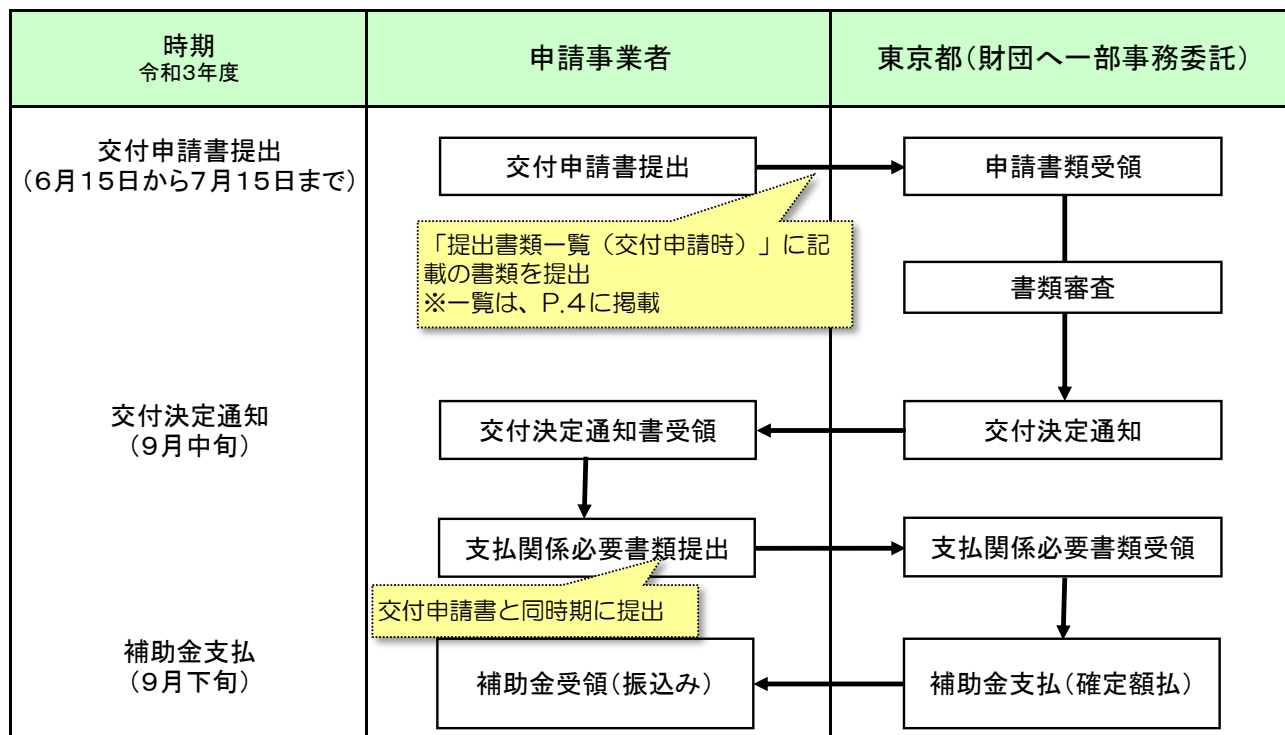 時期
令和3年度
申請事業者
東京都(財団へ一部事務委託)
交付申請書提出
(6月15日から7月15日まで)
交付申請書提出
申請書類受領
「提出書類一覧(交付申請時)」に記
載の書類を提出
※一覧は、P.4に掲載
書類審査
交付決定通知
(9月中旬)
交付決定通知書受領
交付決定通知
支払関係必要書類提出
支払関係必要書類受領
交付申請書と同時期に提出
補助金支払
(9月下旬)
補助金受領(振込み)
補助金支払(確定額払)